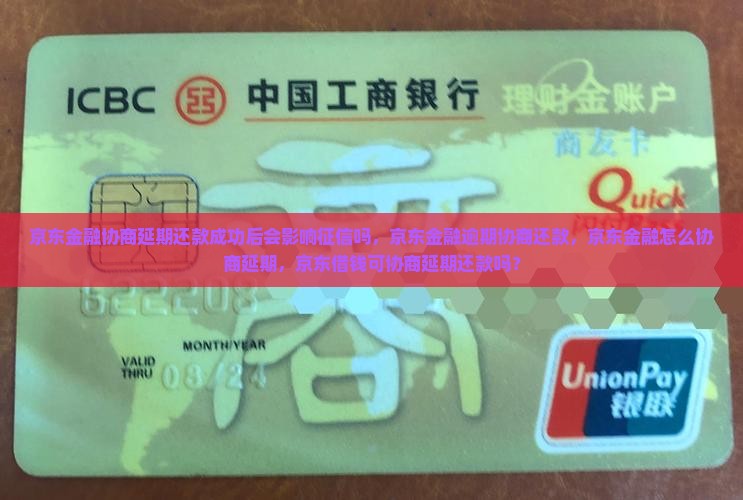 ICBC 中国工商银行 理财金账户
商友卡
Quick
京东金融协商延期还款成功后会影响征信吗，京东金融逾期协商还款，京东金融怎么协
商延期，京东借钱可协商延期还款吗？
622208
MONTH/YEAR
VALID
THRU 03/24
商
UnionPay
银联